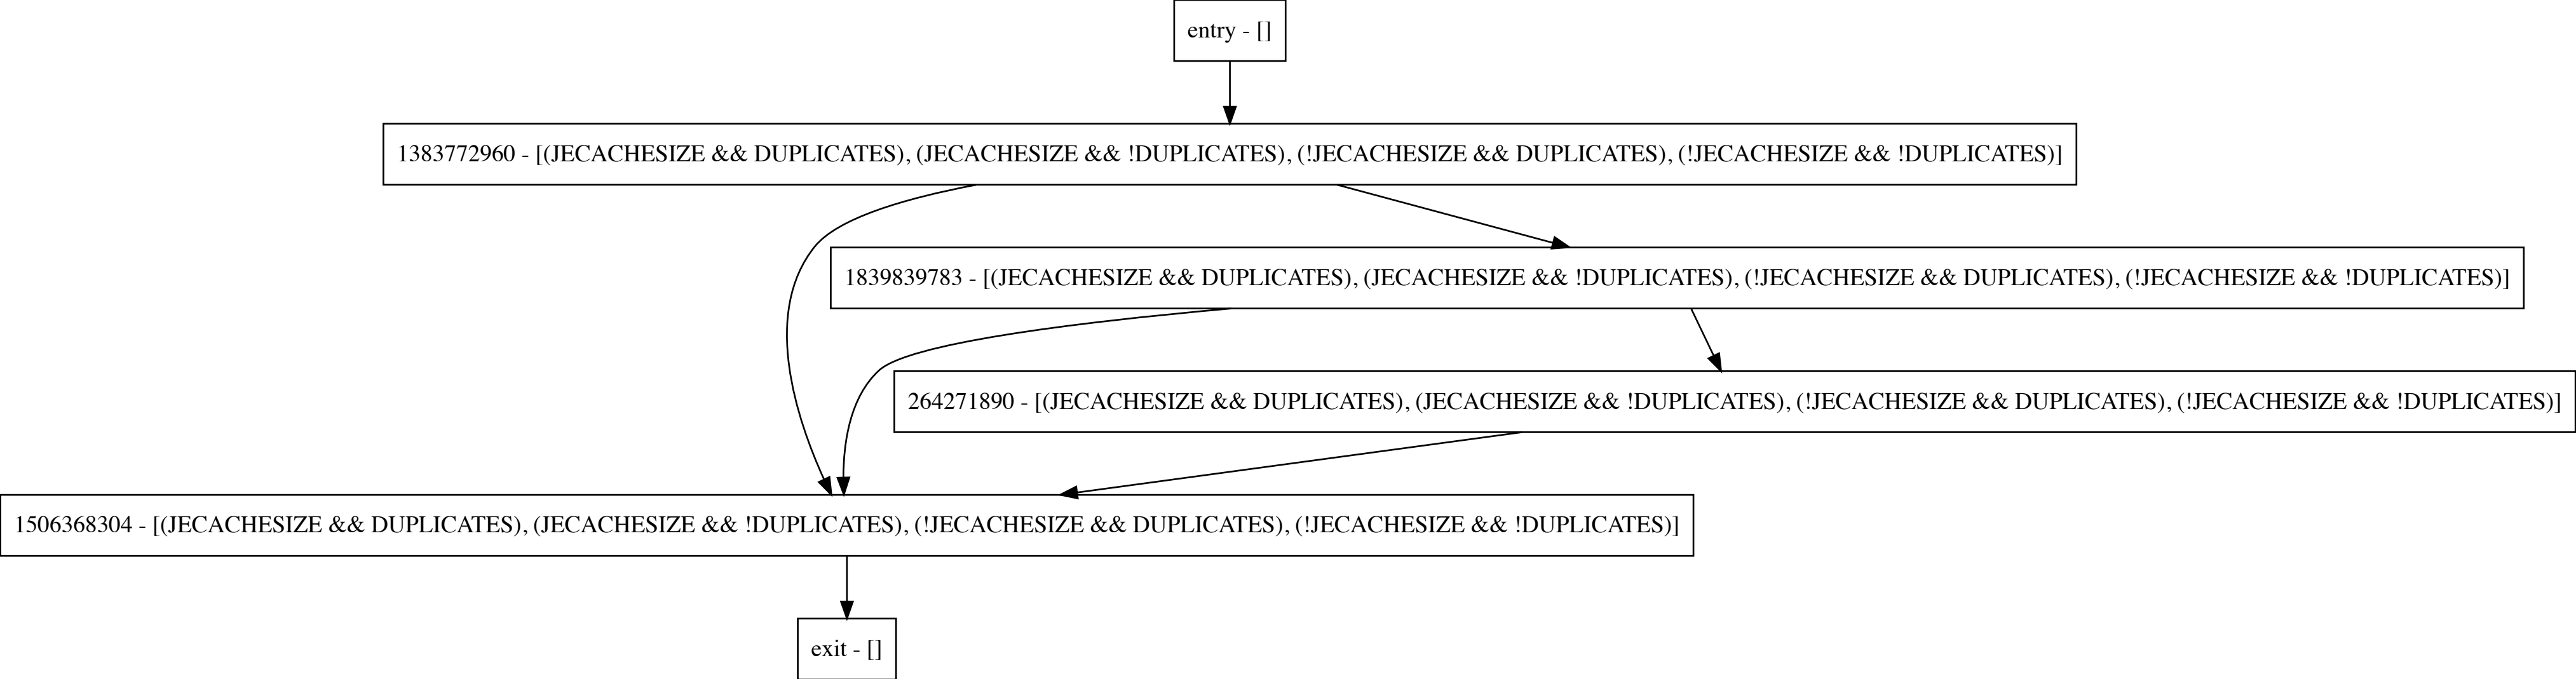 entry - []
1383772960 - [(JECACHESIZE && DUPLICATES), (JECACHESIZE && !DUPLICATES), (!JECACHESIZE && DUPLICATES), (!JECACHESIZE && !DUPLICATES)]
1839839783 - [(JECACHESIZE && DUPLICATES), (JECACHESIZE && !DUPLICATES), (!JECACHESIZE && DUPLICATES), (!JECACHESIZE && !DUPLICATES)]
264271890 - [(JECACHESIZE && DUPLICATES), (JECACHESIZE && !DUPLICATES), (!JECACHESIZE && DUPLICATES), (!JECACHESIZE && !DUPLICATES)]
1506368304 - [(JECACHESIZE && DUPLICATES), (JECACHESIZE && !DUPLICATES), (!JECACHESIZE && DUPLICATES), (!JECACHESIZE && !DUPLICATES)]
exit - []